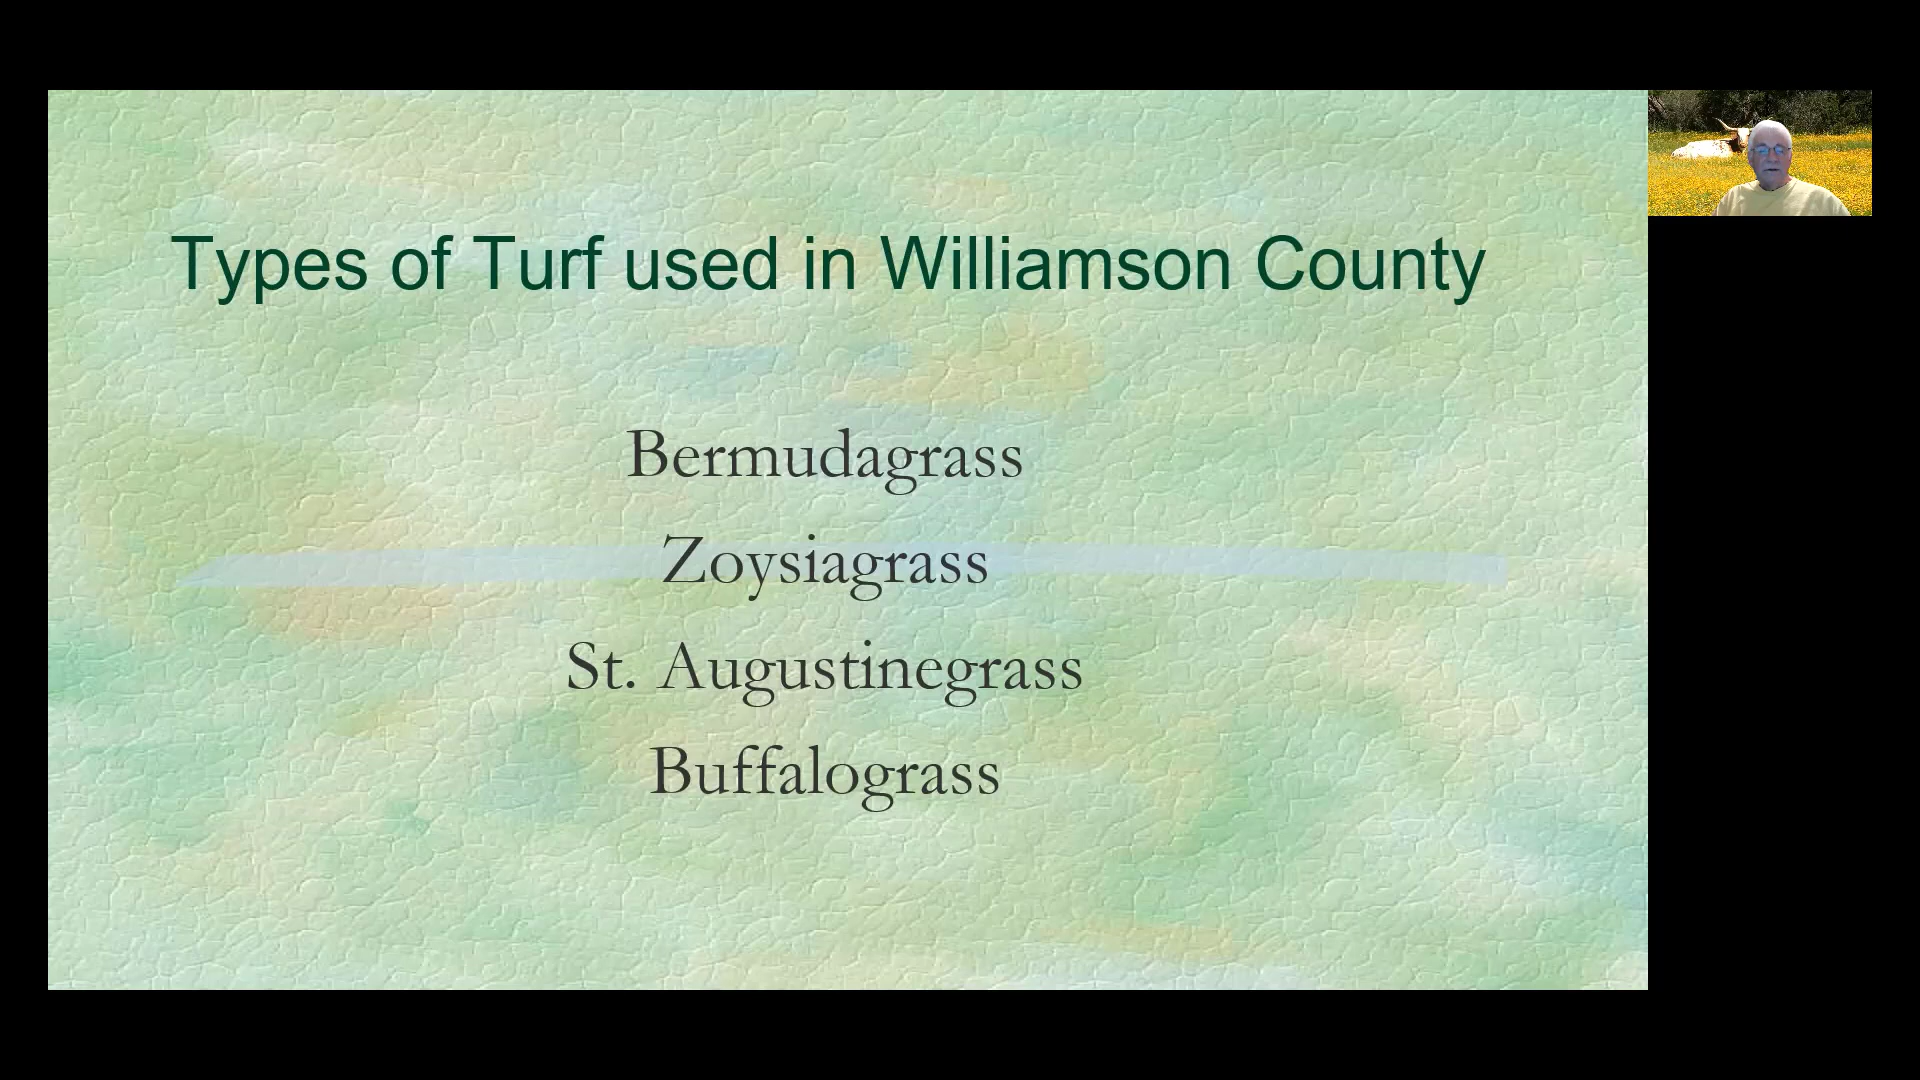 Types of Turf used in Williamson County
Bermudagrass
Zoysiagrass
St. Augustinegrass
Buffalograss